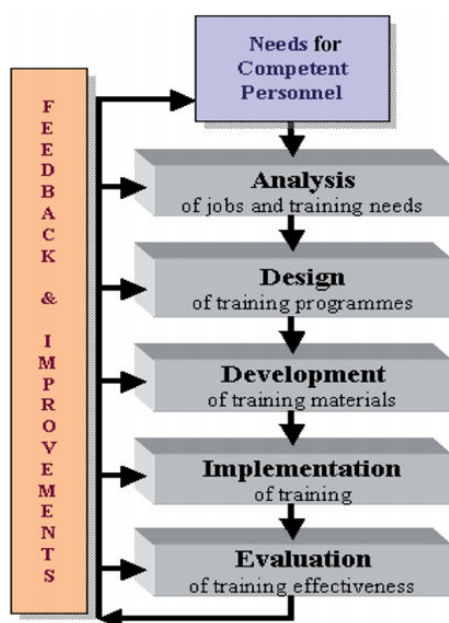 Needs for
Competent
Personnel
FEEDBACK & IMPROVEMENTS
Analysis
of jobs and training needs
Design
of training programmes
Development
of training materials
Implementation
of training
Evaluation
of training effectiveness